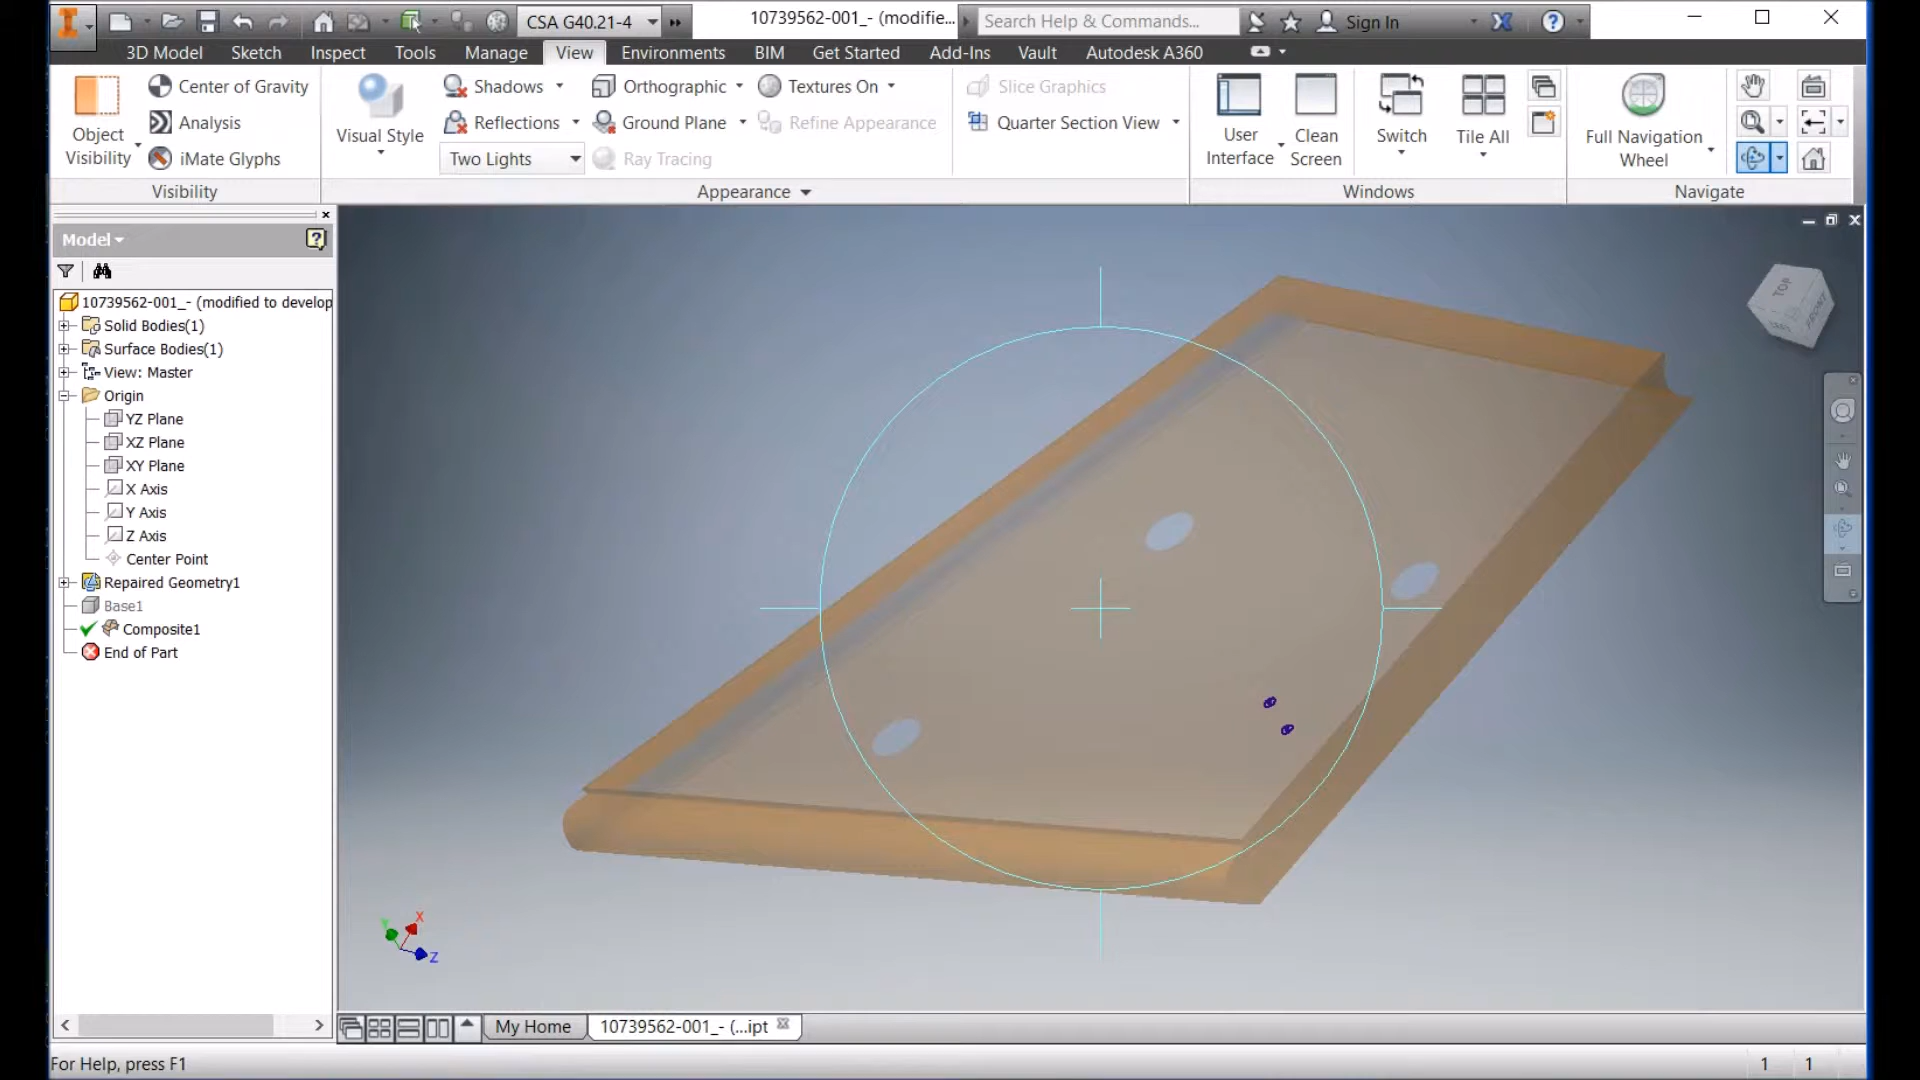 CSA G40.21-4
10739562-001_- (modifie...
Search Help & Commands...
Sign In
3D Model
Sketch
Inspect
Tools
Manage
View
Environments
BIM
Get Started
Add-Ins
Vault
Autodesk A360
Object Visibility
Center of Gravity
Analysis
iMate Glyphs
Visibility
Visual Style
Shadows
Reflections
Two Lights
Orthographic
Ground Plane
Ray Tracing
Textures On
Refine Appearance
Slice Graphics
Quarter Section View
Appearance
User Interface
Clean Screen
Switch
Tile All
Windows
Full Navigation Wheel
Navigate
Model
10739562-001_- (modified to develop
Solid Bodies(1)
Surface Bodies(1)
View: Master
Origin
YZ Plane
XZ Plane
XY Plane
X Axis
Y Axis
Z Axis
Center Point
Repaired Geometry1
Base1
Composite1
End of Part
TOP
FRONT
LEFT
X
Y
Z
My Home
10739562-001_- (...ipt
For Help, press F1
1
1